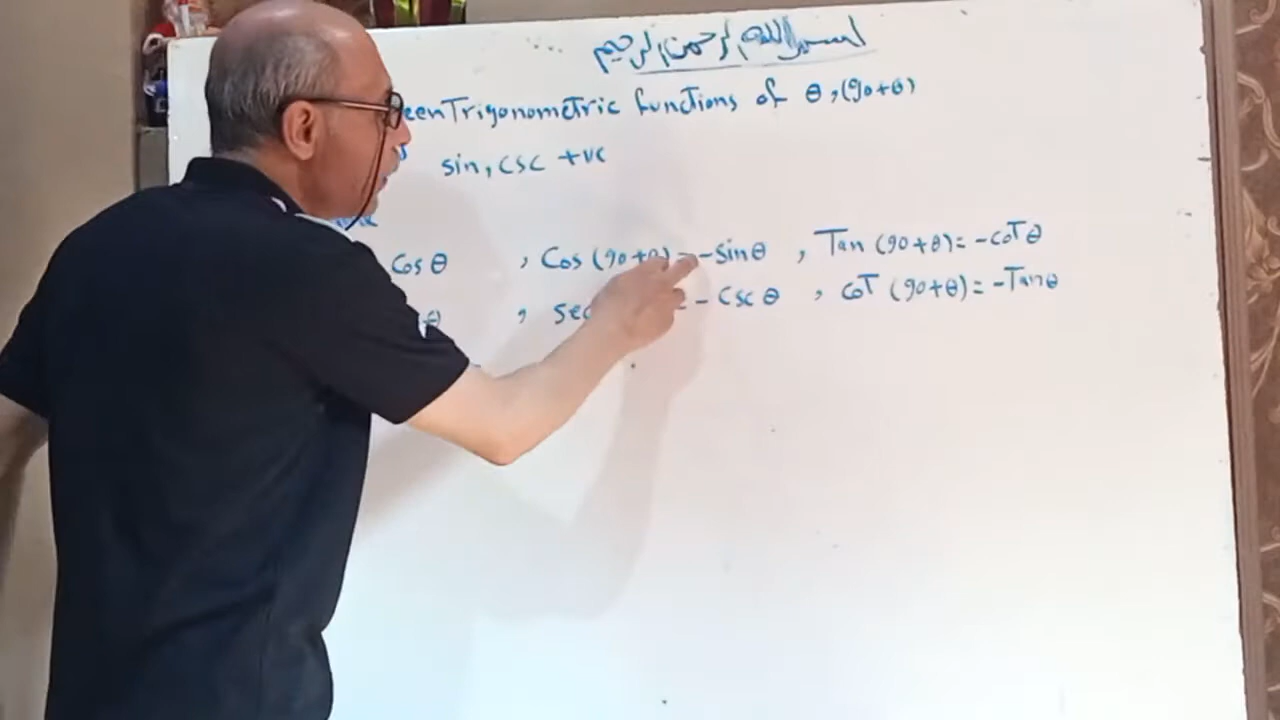 بسم الله الرحمن الرحيم
een Trigonometric functions of θ, (90+θ)
sin, csc +ve
Cos θ , Cos (90+θ) = -sinθ , Tan (90+θ) = -coTθ
θ , sec = - Csc θ , coT (90+θ) = -Tanθ